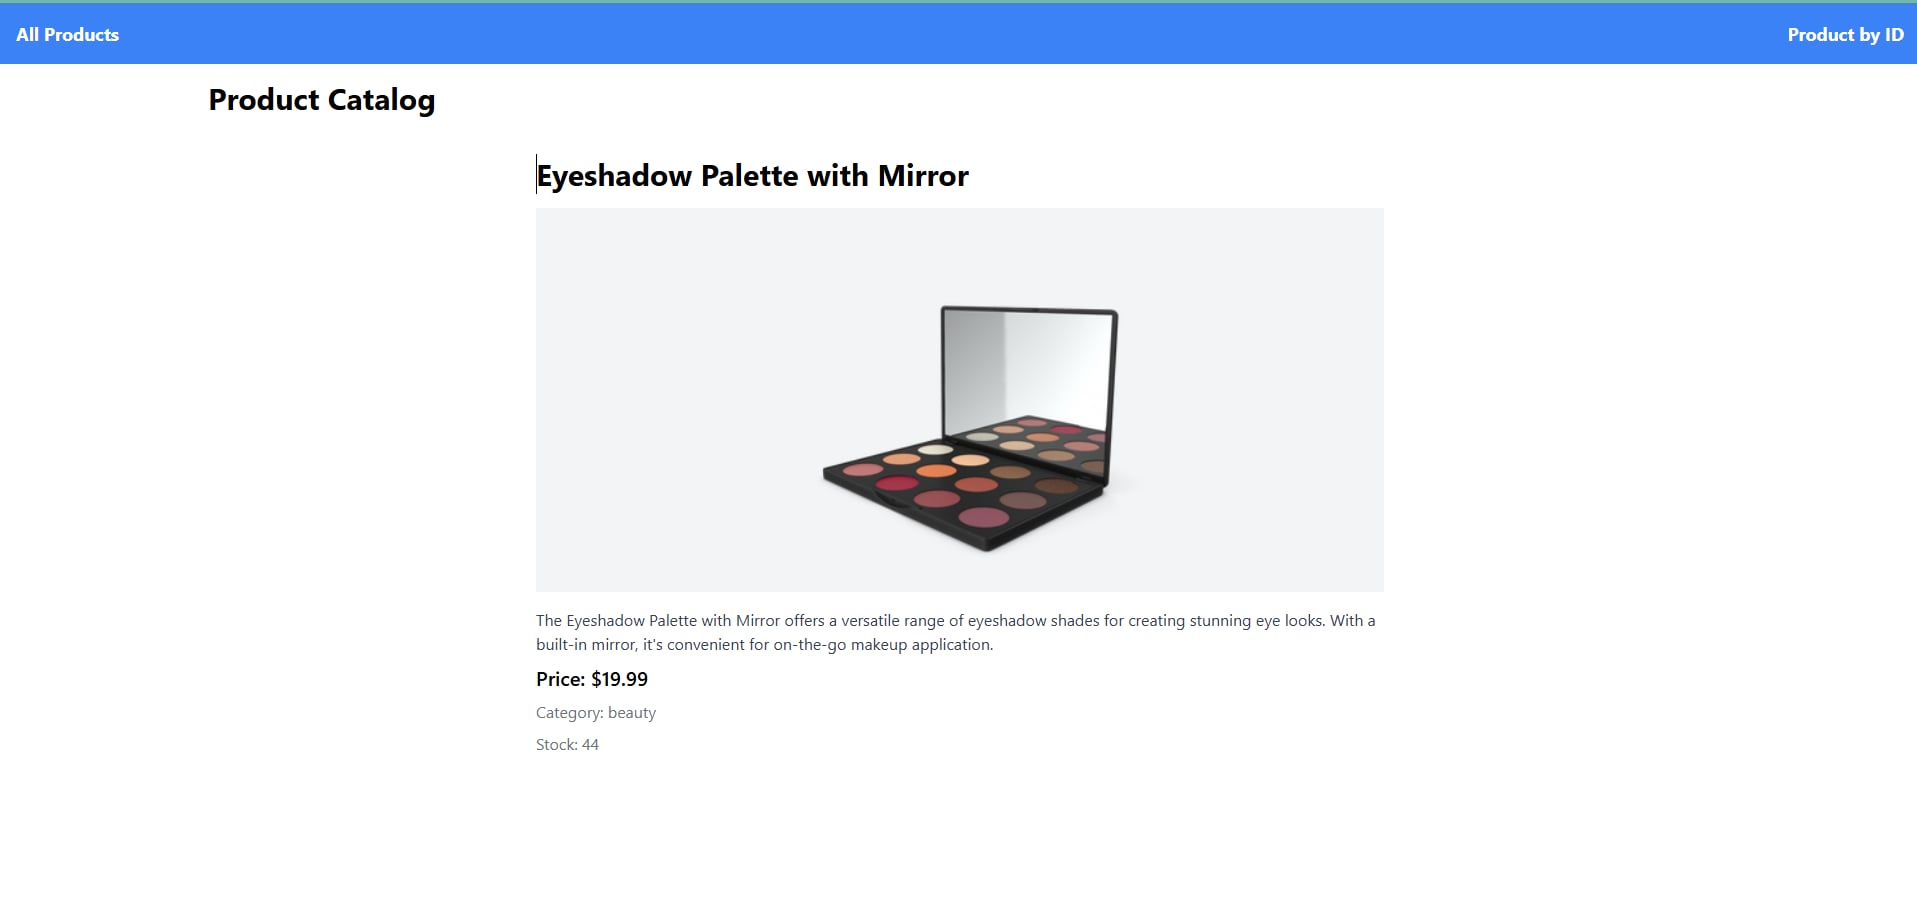 All Products
Product by ID
Product Catalog
Eyeshadow Palette with Mirror
The Eyeshadow Palette with Mirror offers a versatile range of eyeshadow shades for creating stunning eye looks. With a
built-in mirror, it's convenient for on-the-go makeup application.
Price: $19.99
Category: beauty
Stock: 44